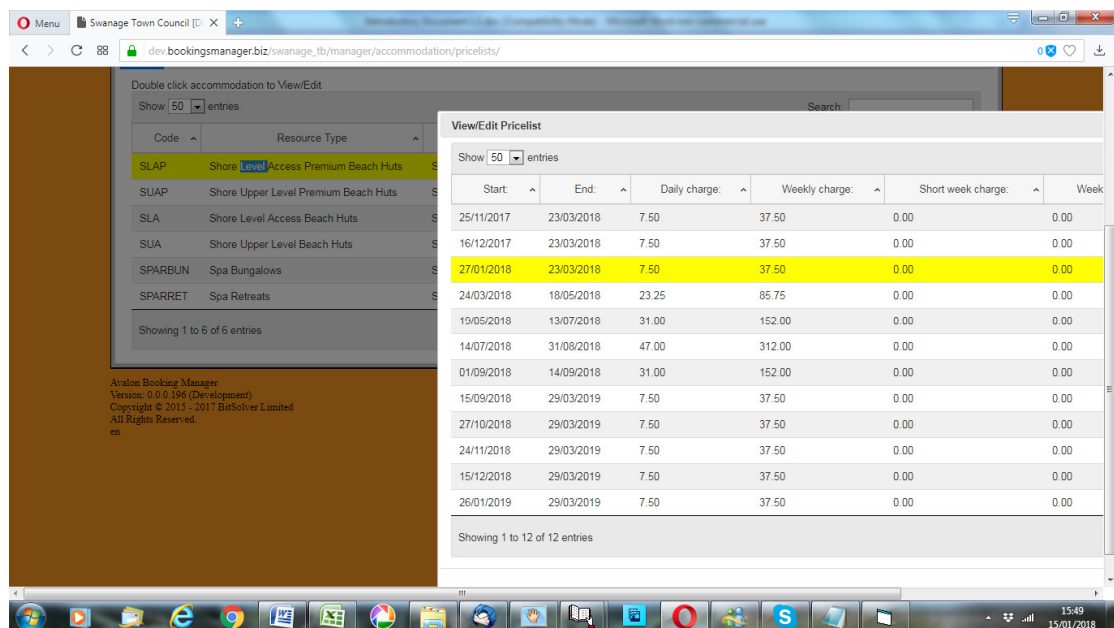 Menu Swanage Town Council [D
dev.bookingsmanager.biz/swanage_tb/manager/accommodation/pricelists/ 0
Double click accommodation to View/Edit
Show 50 entries Search:
Code Resource Type
SLAP Shore Level Access Premium Beach Huts S
SUAP Shore Upper Level Premium Beach Huts S
SLA Shore Level Access Beach Huts S
SUA Shore Upper Level Beach Huts S
SPARBUN Spa Bungalows S
SPARRET Spa Retreats S
Showing 1 to 6 of 6 entries
Avalon Booking Manager
Version: 0.0.0.196 (Development)
Copyright © 2015 - 2017 BitSolver Limited
All Rights Reserved.
en
View/Edit Pricelist
Show 50 entries
Start: End: Daily charge: Weekly charge: Short week charge: Week
25/11/2017 23/03/2018 7.50 37.50 0.00 0.00
16/12/2017 23/03/2018 7.50 37.50 0.00 0.00
27/01/2018 23/03/2018 7.50 37.50 0.00 0.00
24/03/2018 18/05/2018 23.25 85.75 0.00 0.00
19/05/2018 13/07/2018 31.00 152.00 0.00 0.00
14/07/2018 31/08/2018 47.00 312.00 0.00 0.00
01/09/2018 14/09/2018 31.00 152.00 0.00 0.00
15/09/2018 29/03/2019 7.50 37.50 0.00 0.00
27/10/2018 29/03/2019 7.50 37.50 0.00 0.00
24/11/2018 29/03/2019 7.50 37.50 0.00 0.00
15/12/2018 29/03/2019 7.50 37.50 0.00 0.00
26/01/2019 29/03/2019 7.50 37.50 0.00 0.00
Showing 1 to 12 of 12 entries
15:49
15/01/2018